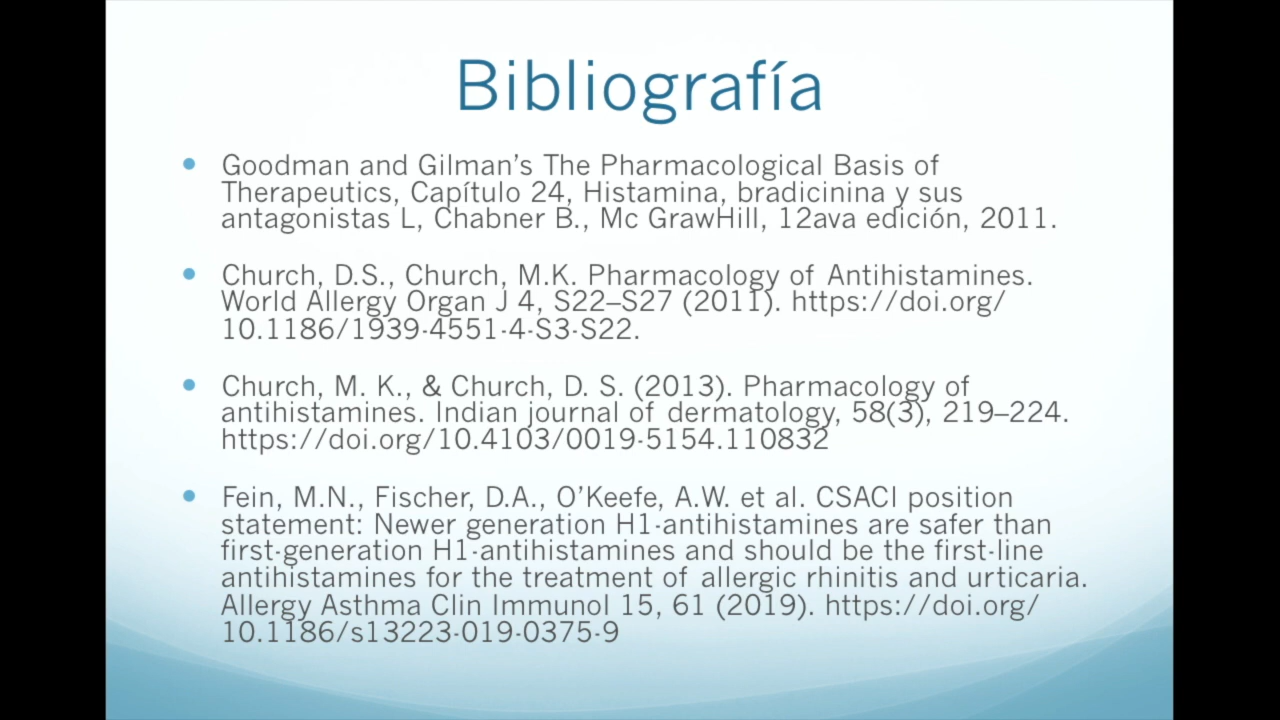 Bibliografía
• Goodman and Gilman’s The Pharmacological Basis of
Therapeutics, Capítulo 24, Histamina, bradicinina y sus
antagonistas L, Chabner B., Mc GrawHill, 12ava edición, 2011.
• Church, D.S., Church, M.K. Pharmacology of Antihistamines.
World Allergy Organ J 4, S22–S27 (2011). https://doi.org/
10.1186/1939-4551-4-S3-S22.
• Church, M. K., & Church, D. S. (2013). Pharmacology of
antihistamines. Indian journal of dermatology, 58(3), 219–224.
https://doi.org/10.4103/0019-5154.110832
• Fein, M.N., Fischer, D.A., O’Keefe, A.W. et al. CSACI position
statement: Newer generation H1-antihistamines are safer than
first-generation H1-antihistamines and should be the first-line
antihistamines for the treatment of allergic rhinitis and urticaria.
Allergy Asthma Clin Immunol 15, 61 (2019). https://doi.org/
10.1186/s13223-019-0375-9